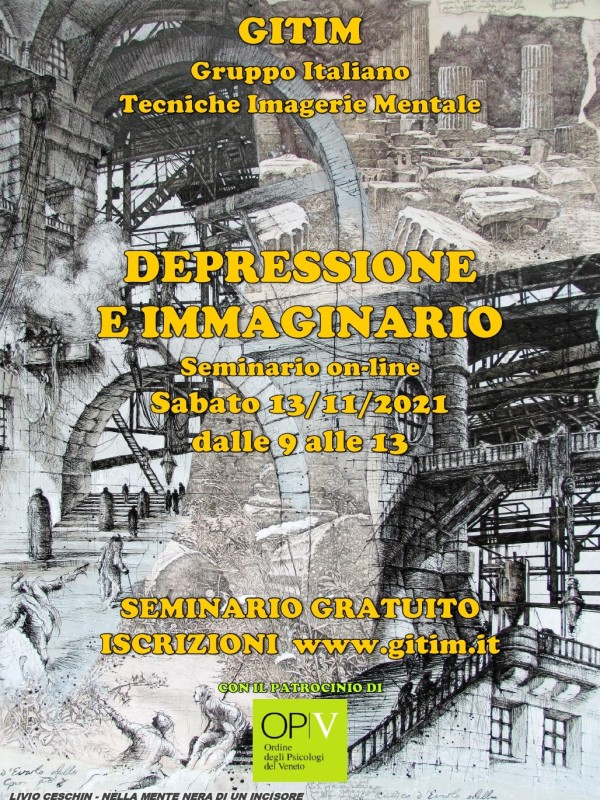 GITIM
Gruppo Italiano
Tecniche Imagerie Mentale
DEPRESSIONE
E IMMAGINARIO
Seminario on-line
Sabato 13/11/2021
dalle 9 alle 13
SEMINARIO GRATUITO
ISCRIZIONI www.gitim.it
CON IL PATROCINIO DI
OP|V
Ordine
degli Psicologi
del Veneto
LIVIO CESCHIN - NELLA MENTE NERA DI UN INCISORE